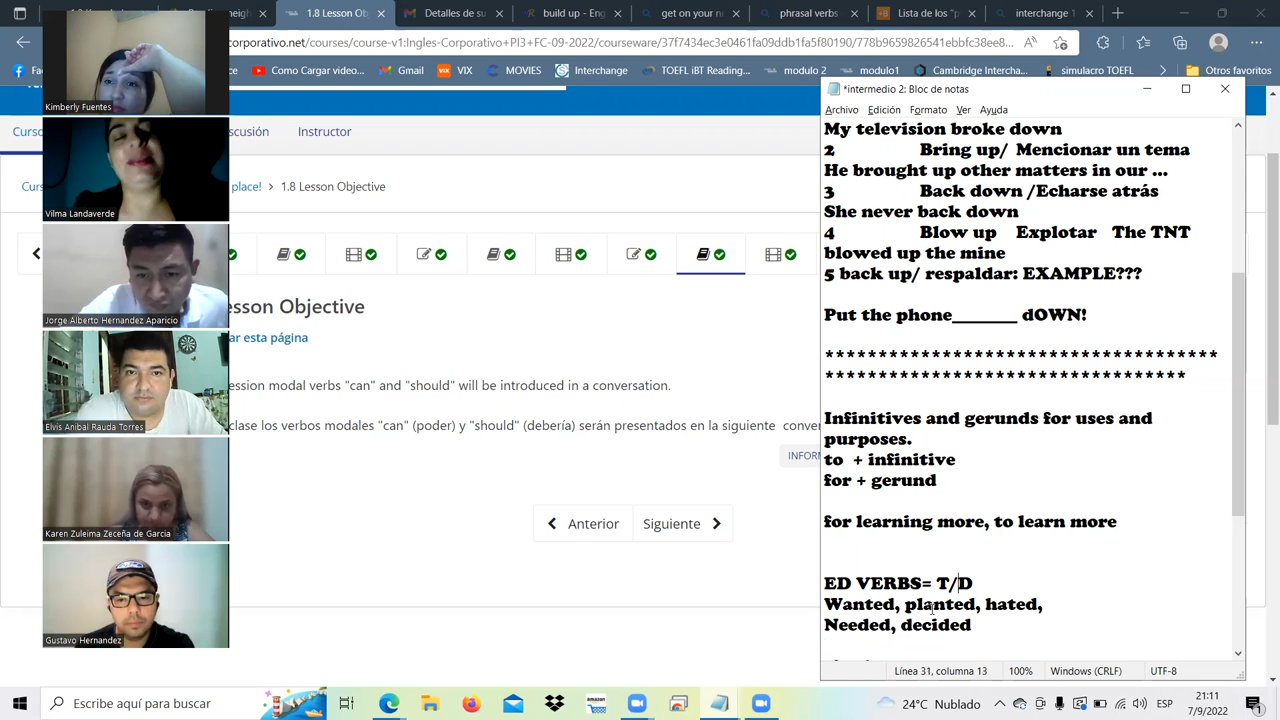 Detalles de su
build up - Eng
get on your n
phrasal verbs
Lista de los "p
interchange 1
corporativo.net/courses/course-v1:Ingles-Corporativo+PI3+FC-09-2022/courseware/37f7434ec3e0461fa09ddb1fa5f80190/778b9659826541ebbfc38ee8...
Como Cargar video...
Gmail
VIX
MOVIES
Interchange
TOEFL iBT Reading...
modulo 2
modulo1
Cambridge Intercha...
simulacro TOEFL
Otros favoritos
Kimberly Fuentes
Vilma Landaverde
Jorge Alberto Hernandez Aparicio
Elvis Anibal Rauda Torres
Karen Zuleima Zeceña de Garcia
Gustavo Hernandez
Curso
cusión
Instructor
place! > 1.8 Lesson Objective
esson Objective
ar esta página
ession modal verbs "can" and "should" will be introduced in a conversation.
clase los verbos modales "can" (poder) y "should" (debería) serán presentados en la siguiente conver
INFORM
Anterior
Siguiente
*intermedio 2: Bloc de notas
Archivo Edición Formato Ver Ayuda
My television broke down
2 Bring up/ Mencionar un tema
He brought up other matters in our ...
3 Back down /Echarse atrás
She never back down
4 Blow up Explotar The TNT
blowed up the mine
5 back up/ respaldar: EXAMPLE???
Put the phone_______ dOWN!
*************************************
**********************************
Infinitives and gerunds for uses and
purposes.
to + infinitive
for + gerund
for learning more, to learn more
ED VERBS= T/D
Wanted, planted, hated,
Needed, decided
Línea 31, columna 13
100%
Windows (CRLF)
UTF-8
Escribe aquí para buscar
amazon
24°C Nublado
ESP
21:11
7/9/2022
1